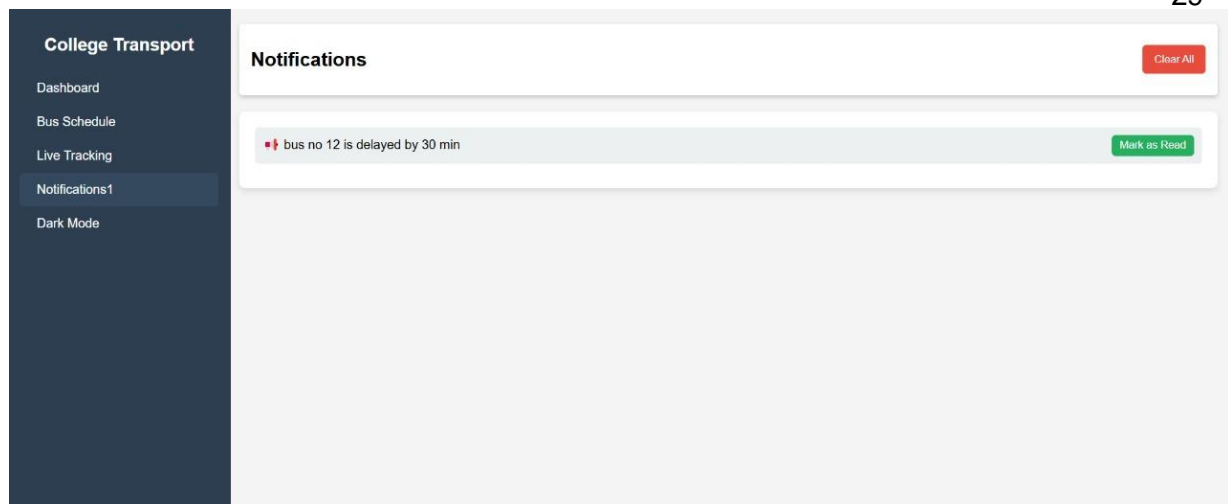 College Transport
Dashboard
Bus Schedule
Live Tracking
Notifications1
Dark Mode
Notifications
Clear All
bus no 12 is delayed by 30 min
Mark as Read